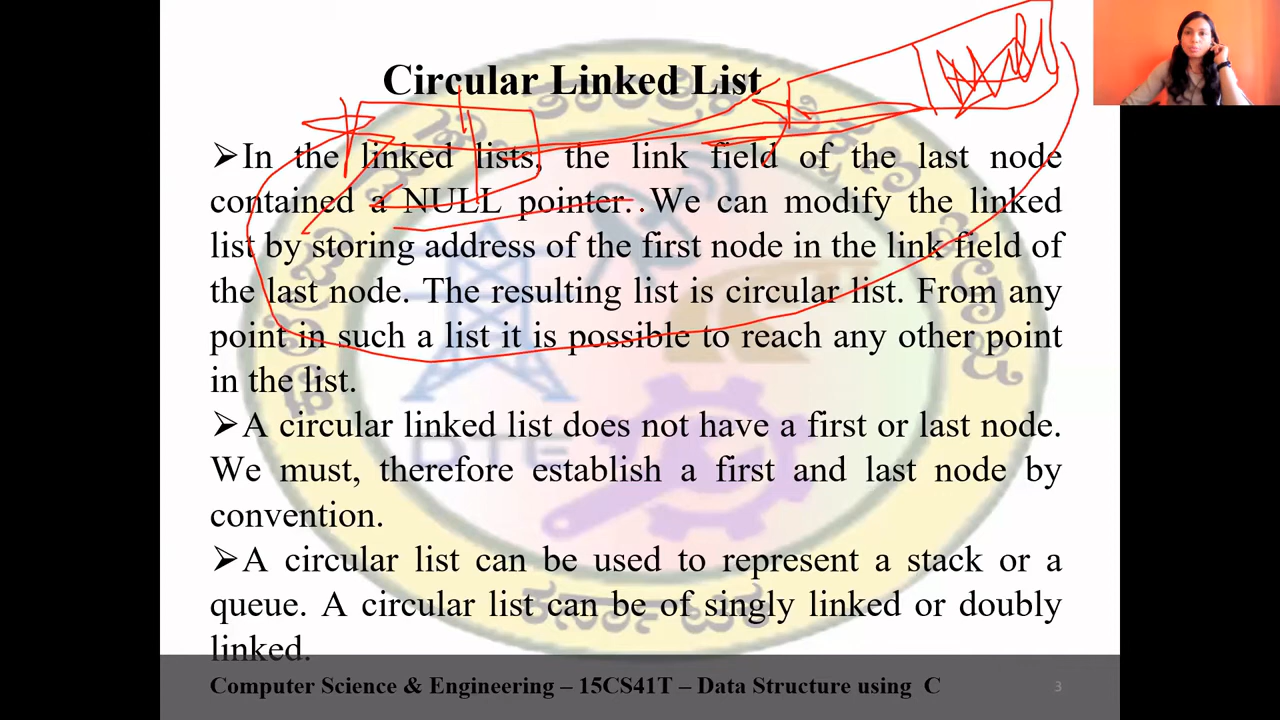 Circular Linked List
➢In the linked lists, the link field of the last node
contained a NULL pointer. We can modify the linked
list by storing address of the first node in the link field of
the last node. The resulting list is circular list. From any
point in such a list it is possible to reach any other point
in the list.
➢A circular linked list does not have a first or last node.
We must, therefore establish a first and last node by
convention.
➢A circular list can be used to represent a stack or a
queue. A circular list can be of singly linked or doubly
linked.
DTE
Computer Science & Engineering – 15CS41T – Data Structure using C
3